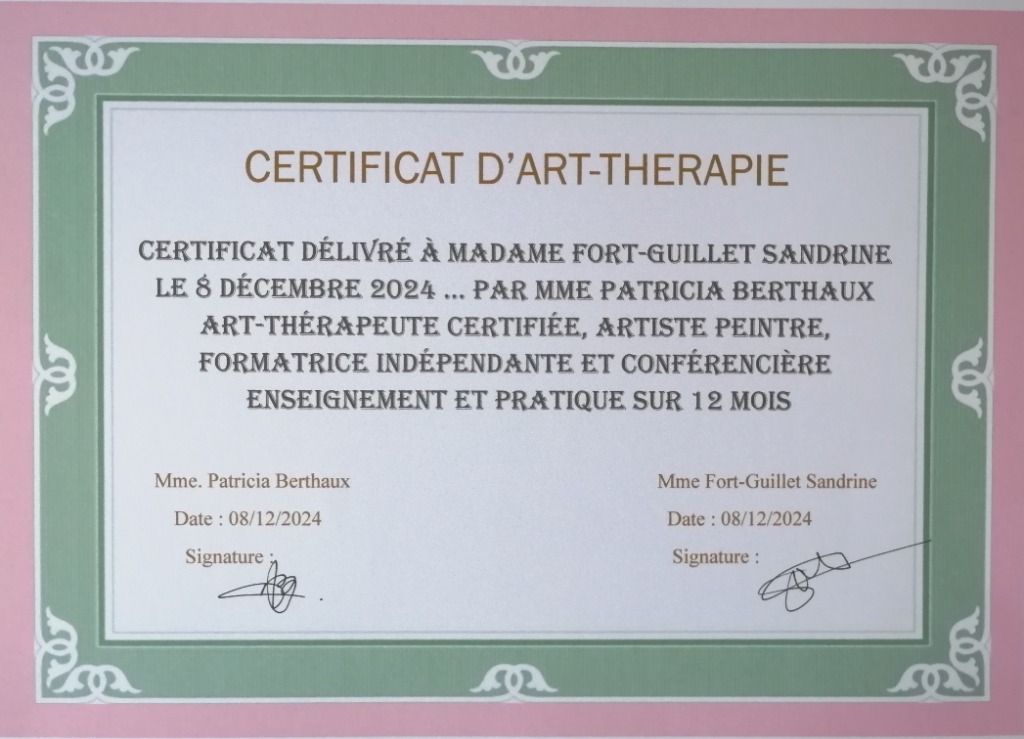 CERTIFICAT D'ART-THERAPIE
CERTIFICAT DÉLIVRÉ À MADAME FORT-GUILLET SANDRINE
LE 8 DÉCEMBRE 2024 ... PAR MME PATRICIA BERTHAUX
ART-THÉRAPEUTE CERTIFIÉE, ARTISTE PEINTRE,
FORMATRICE INDÉPENDANTE ET CONFÉRENCIÈRE
ENSEIGNEMENT ET PRATIQUE SUR 12 MOIS
Mme. Patricia Berthaux
Date : 08/12/2024
Signature :
Mme Fort-Guillet Sandrine
Date : 08/12/2024
Signature :